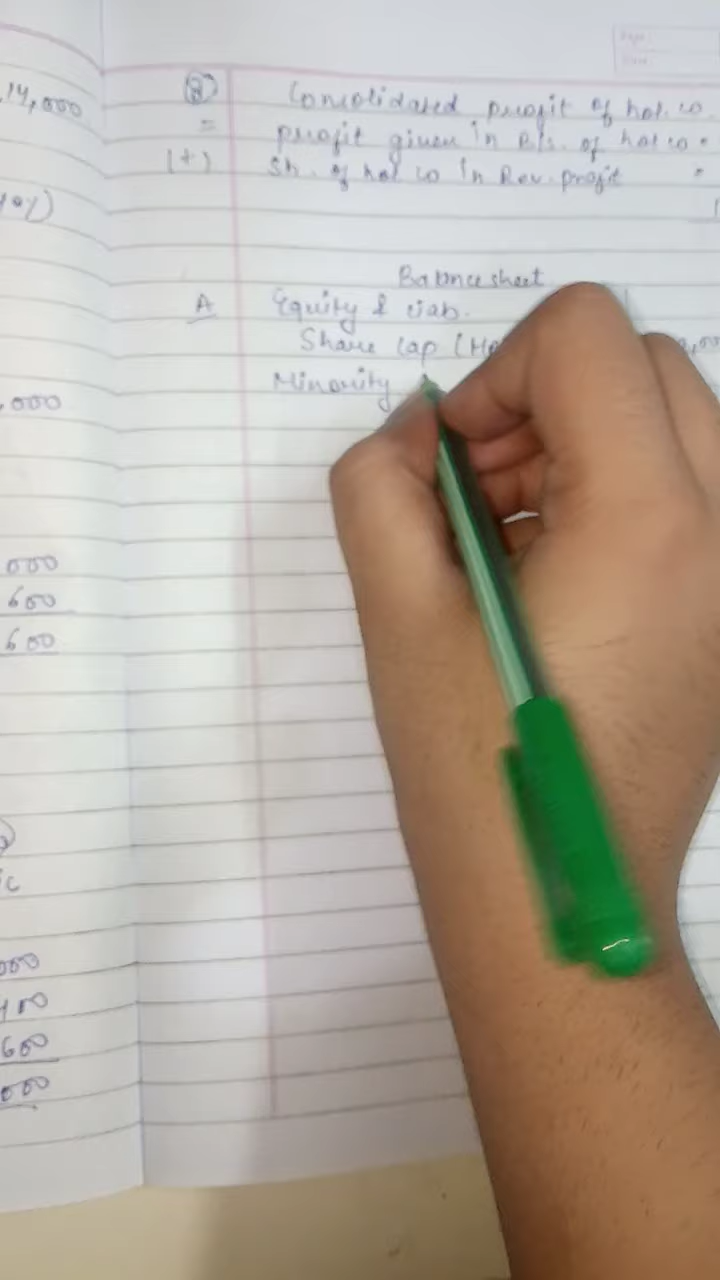 14,000
000
000
600
600
000
600
000
⑧ Consolidated profit of hol. co.
= profit given in B/s. of hol co
(+) Sh. of hol co in Rev. profit
Balance sheet
A Equity & Liab.
Share cap (H
Minority